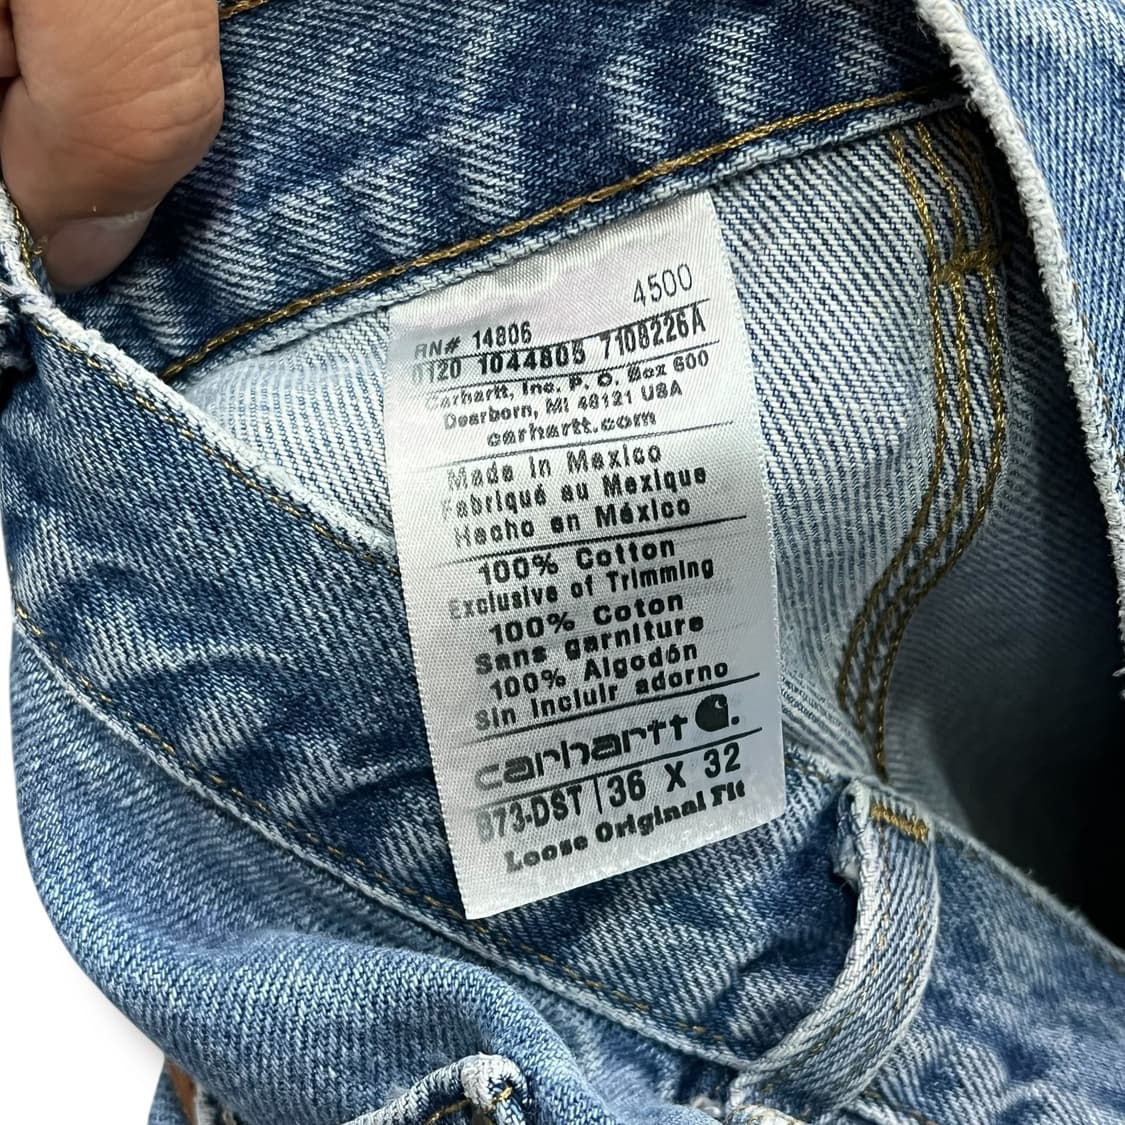 4500
RN# 14806
0120 1044805 7108226A
Carhartt, Inc. P. O. Box 600
Dearborn, MI 48121 USA
carhartt.com
Made in Mexico
Fabriqué au Mexique
Hecho en México
100% Cotton
Exclusive of Trimming
100% Coton
Sans garniture
100% Algodón
Sin Incluir adorno
carhartt
B73-DST 36 X 32
Loose Original Fit